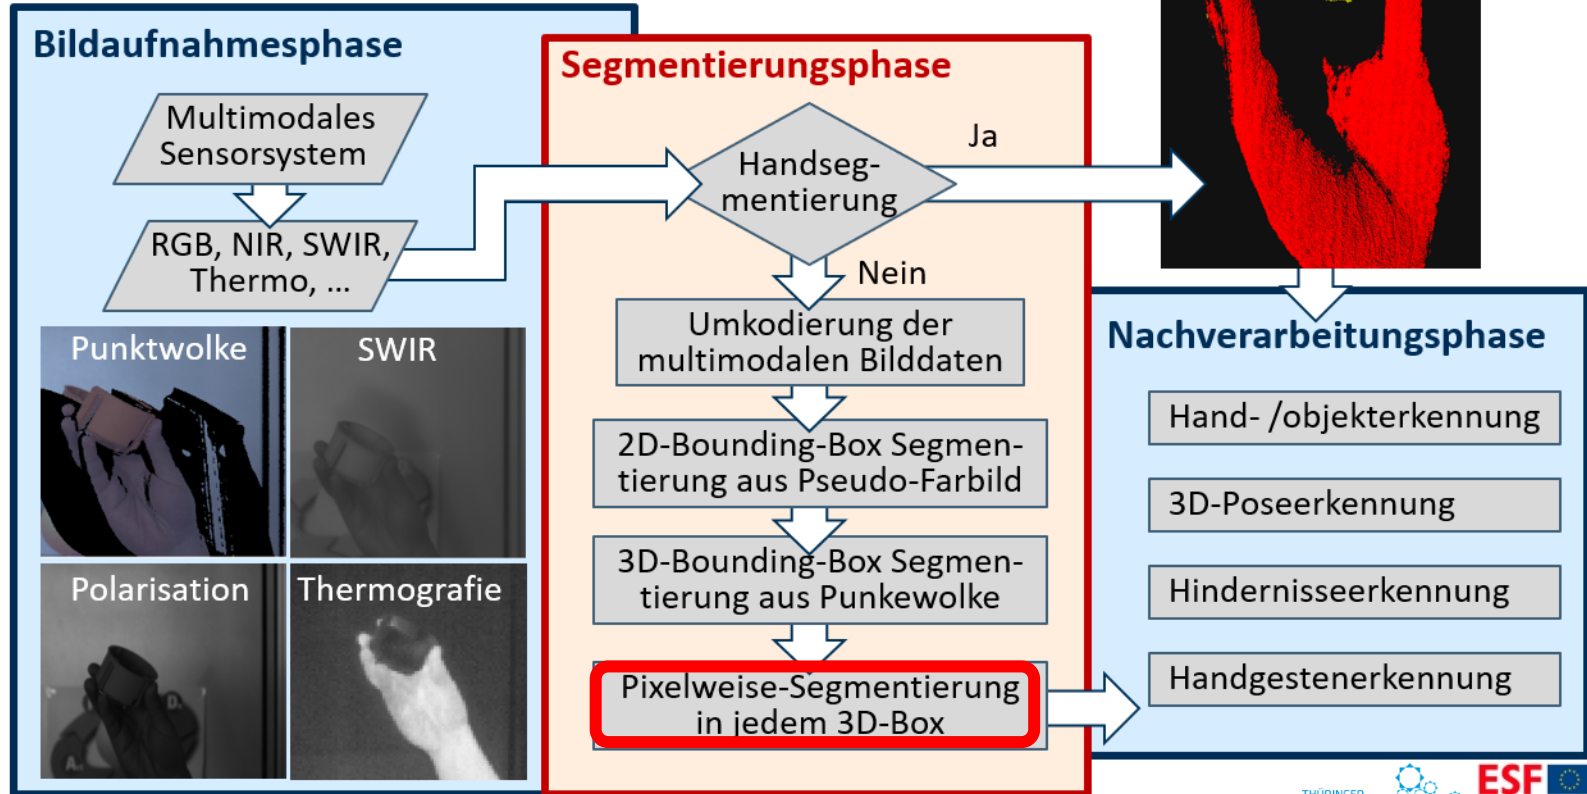 Bildaufnahmesphase
Multimodales
Sensorsystem
RGB, NIR, SWIR,
Thermo, ...
Punktwolke
SWIR
Polarisation
Thermografie
Segmentierungsphase
Handseg-
mentierung
Ja
Nein
Umkodierung der
multimodalen Bilddaten
2D-Bounding-Box Segmen-
tierung aus Pseudo-Farbild
3D-Bounding-Box Segmen-
tierung aus Punkewolke
Pixelweise-Segmentierung
in jedem 3D-Box
Nachverarbeitungsphase
Hand- /objekterkennung
3D-Poseerkennung
Hindernisseerkennung
Handgestenerkennung
THÜRINGER
ESF